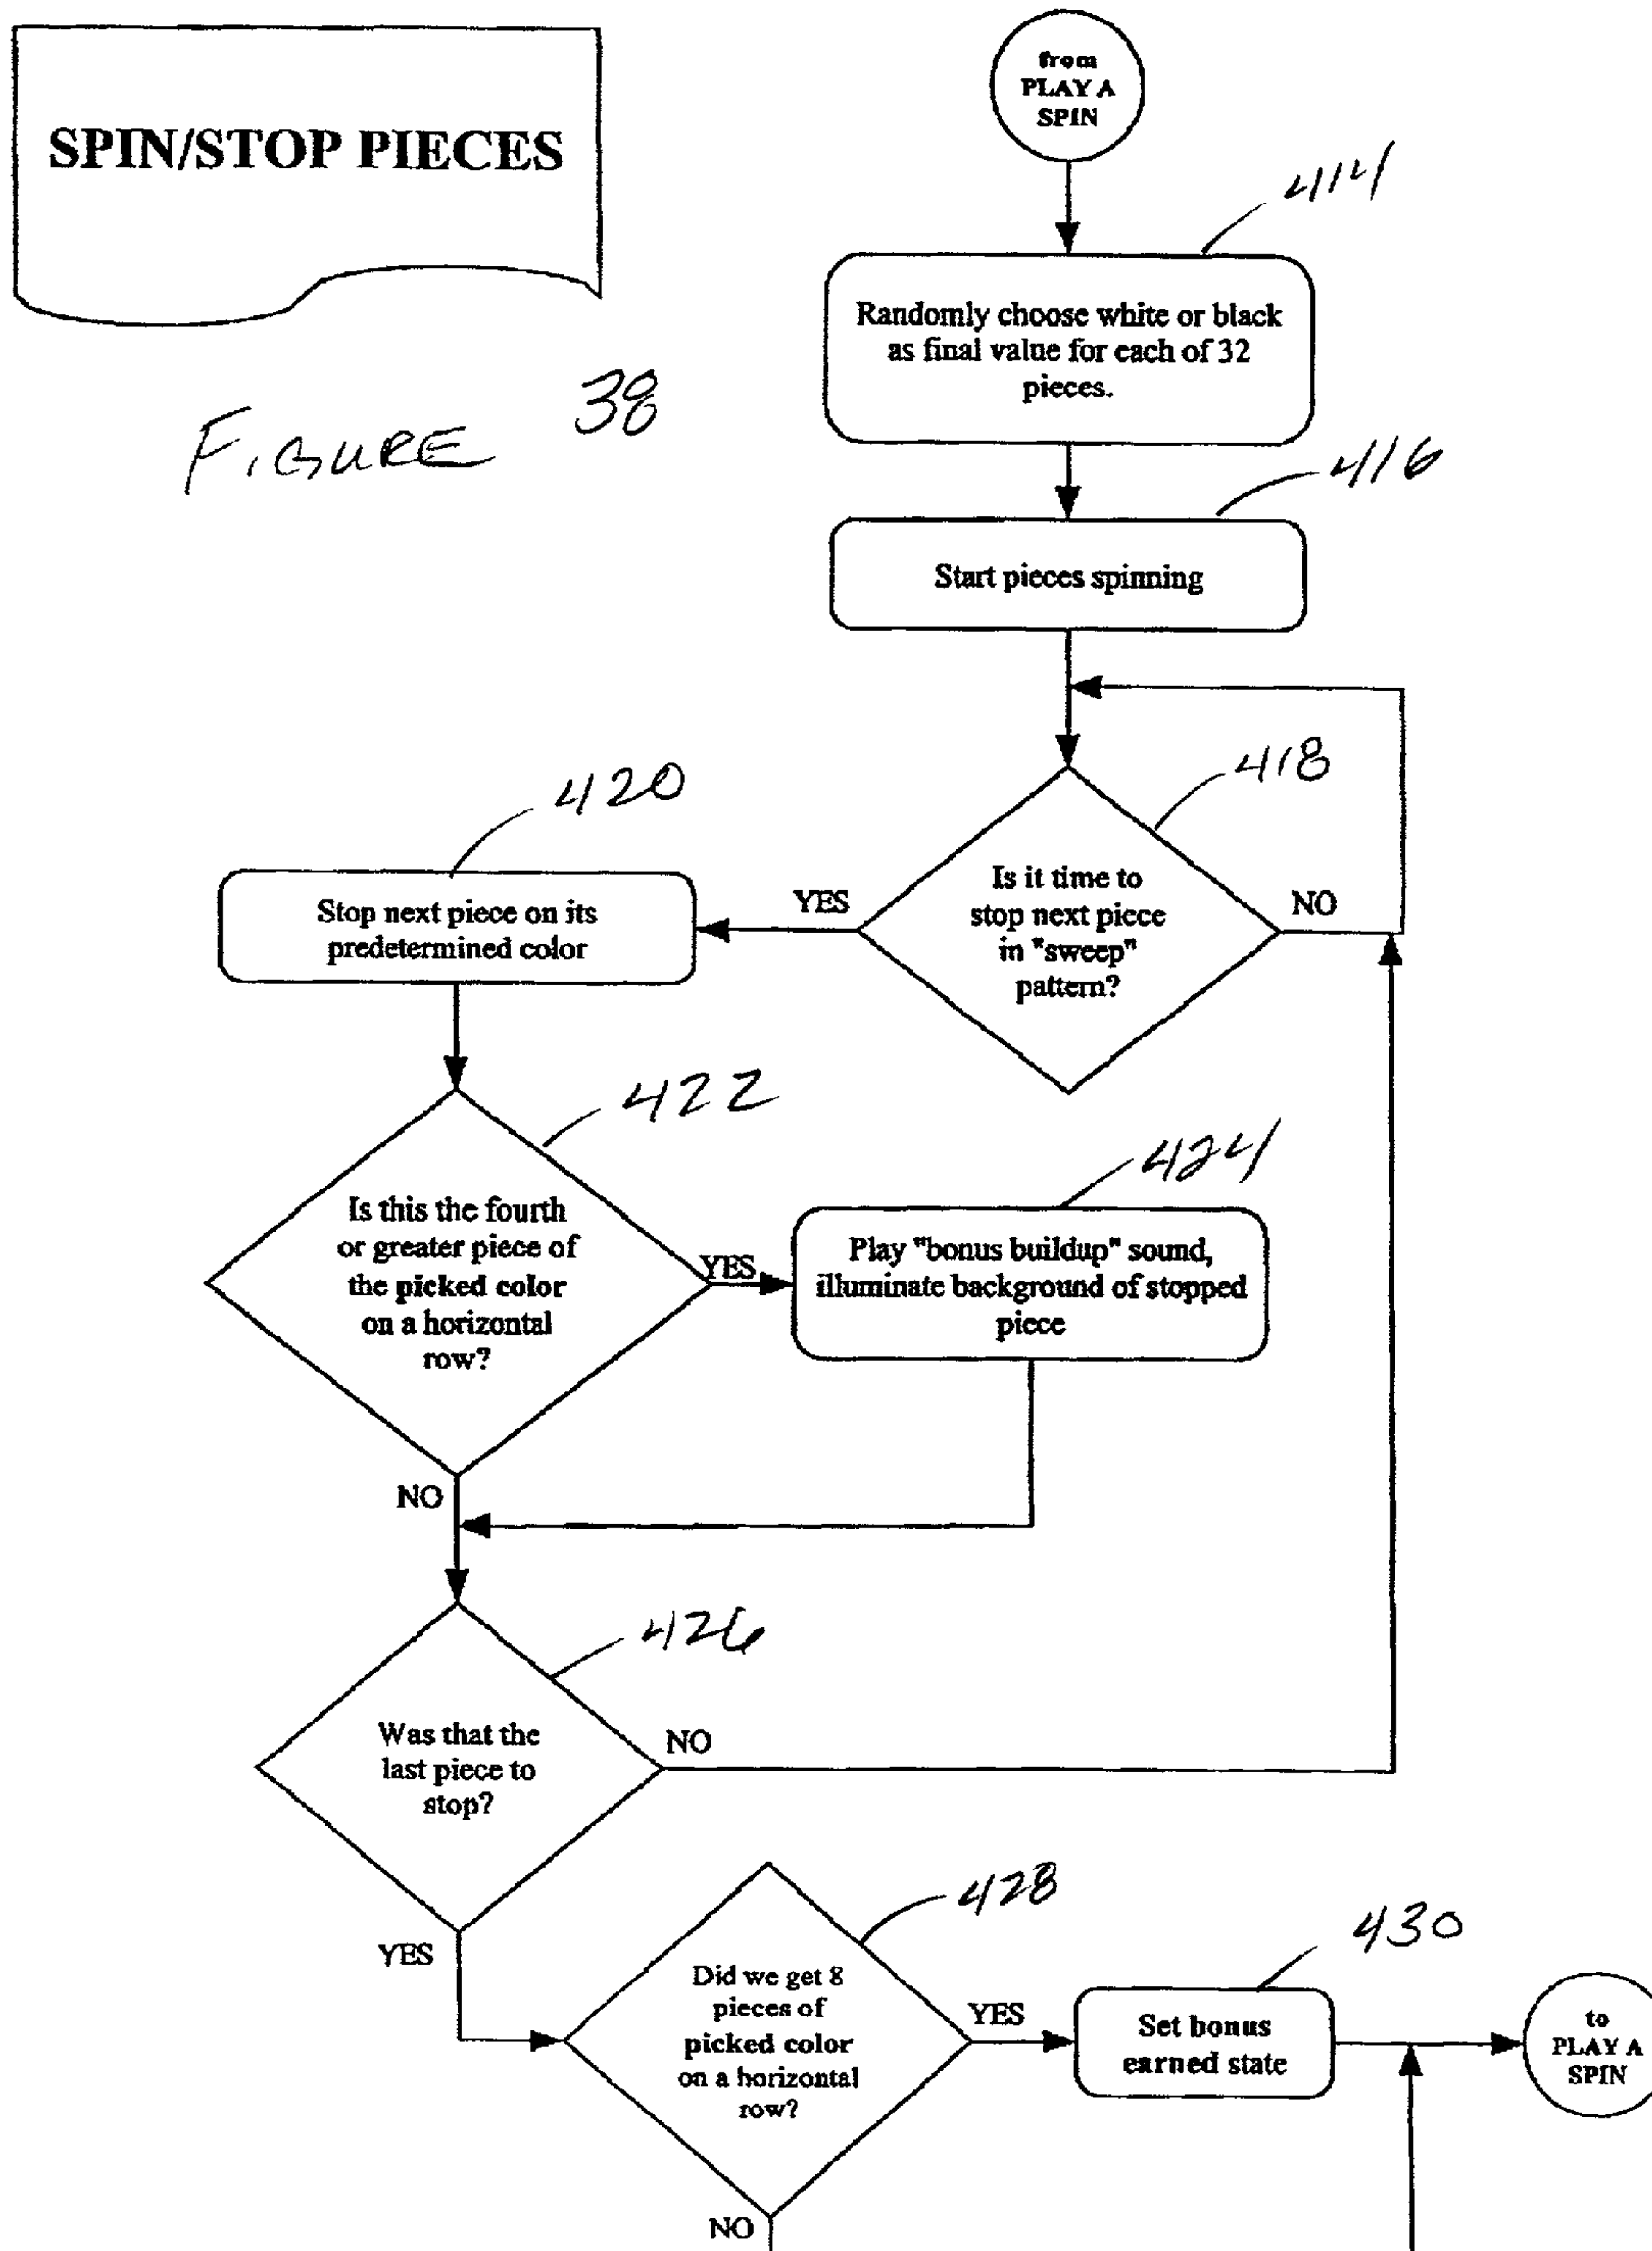 SPIN/STOP PIECES
FIGURE 38
from
PLAY A
SPIN
414
Randomly choose white or black
as final value for each of 32
pieces.
416
Start pieces spinning
418
Is it time to
stop next piece
in "sweep"
pattern?
YES
NO
420
Stop next piece on its
predetermined color
422
Is this the fourth
or greater piece of
the picked color
on a horizontal
row?
YES
NO
424
Play "bonus buildup" sound,
illuminate background of stopped
piece
426
Was that the
last piece to
stop?
NO
YES
428
Did we get 8
pieces of
picked color
on a horizontal
row?
YES
NO
430
Set bonus
earned state
to
PLAY A
SPIN